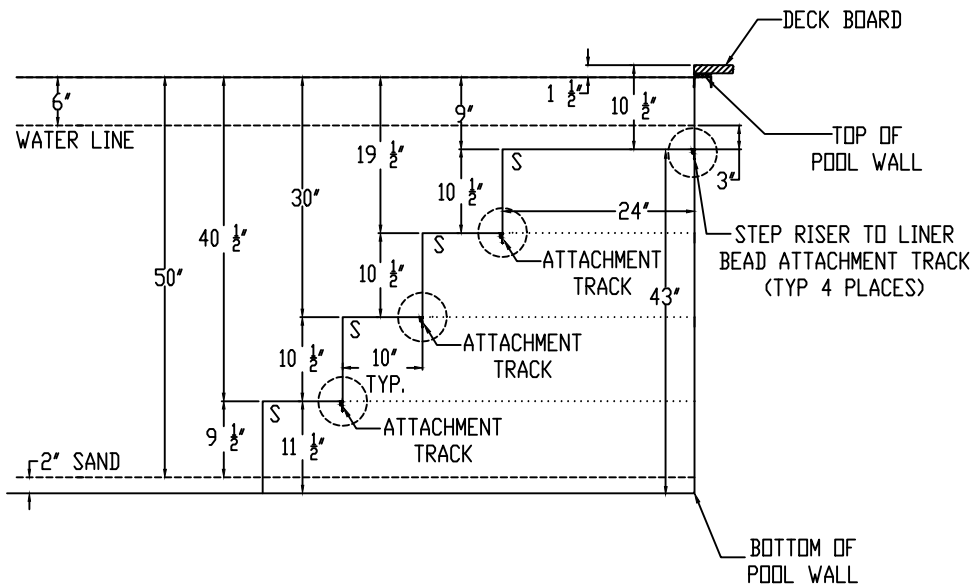 DECK BOARD
1 1/2"
10 1/2"
6"
9"
WATER LINE
TOP OF
POOL WALL
19 1/2"
S
3"
10 1/2"
30"
24"
40 1/2"
STEP RISER TO LINER
BEAD ATTACHMENT TRACK
(TYP 4 PLACES)
S
ATTACHMENT
TRACK
50"
10 1/2"
43"
S
ATTACHMENT
TRACK
10 1/2"
10"
TYP.
S
ATTACHMENT
TRACK
9 1/2"
11 1/2"
2" SAND
BOTTOM OF
POOL WALL